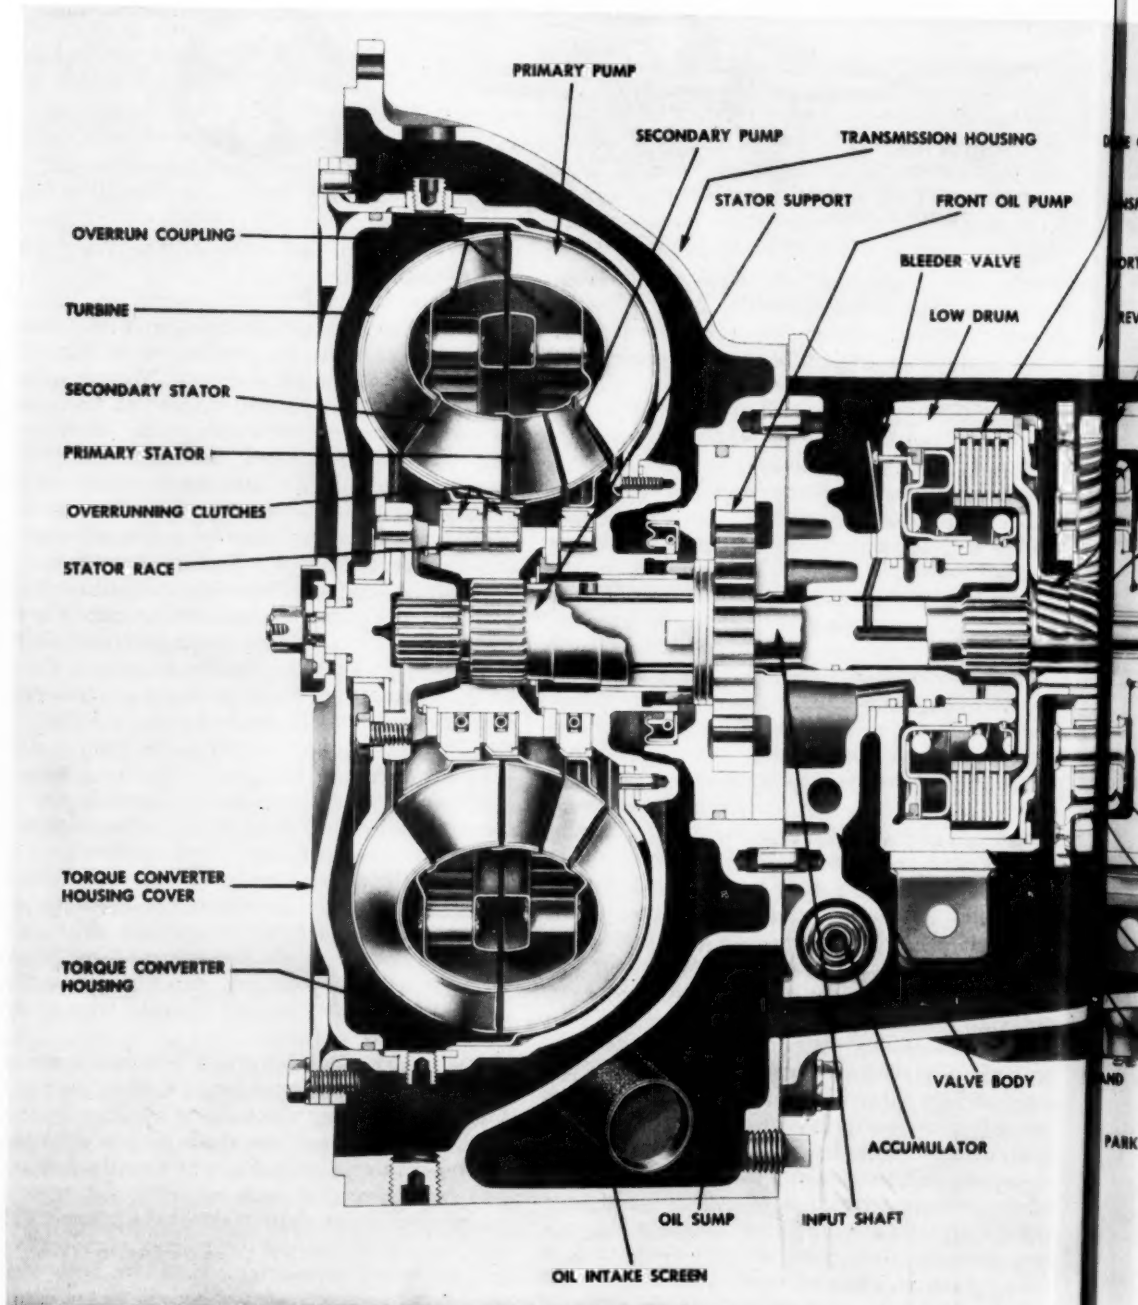 PRIMARY PUMP
SECONDARY PUMP
TRANSMISSION HOUSING
STATOR SUPPORT
FRONT OIL PUMP
OVERRUN COUPLING
BLEEDER VALVE
TURBINE
LOW DRUM
SECONDARY STATOR
PRIMARY STATOR
OVERRUNNING CLUTCHES
STATOR RACE
TORQUE CONVERTER
HOUSING COVER
TORQUE CONVERTER
HOUSING
VALVE BODY
PARK
ACCUMULATOR
OIL SUMP
INPUT SHAFT
OIL INTAKE SCREEN